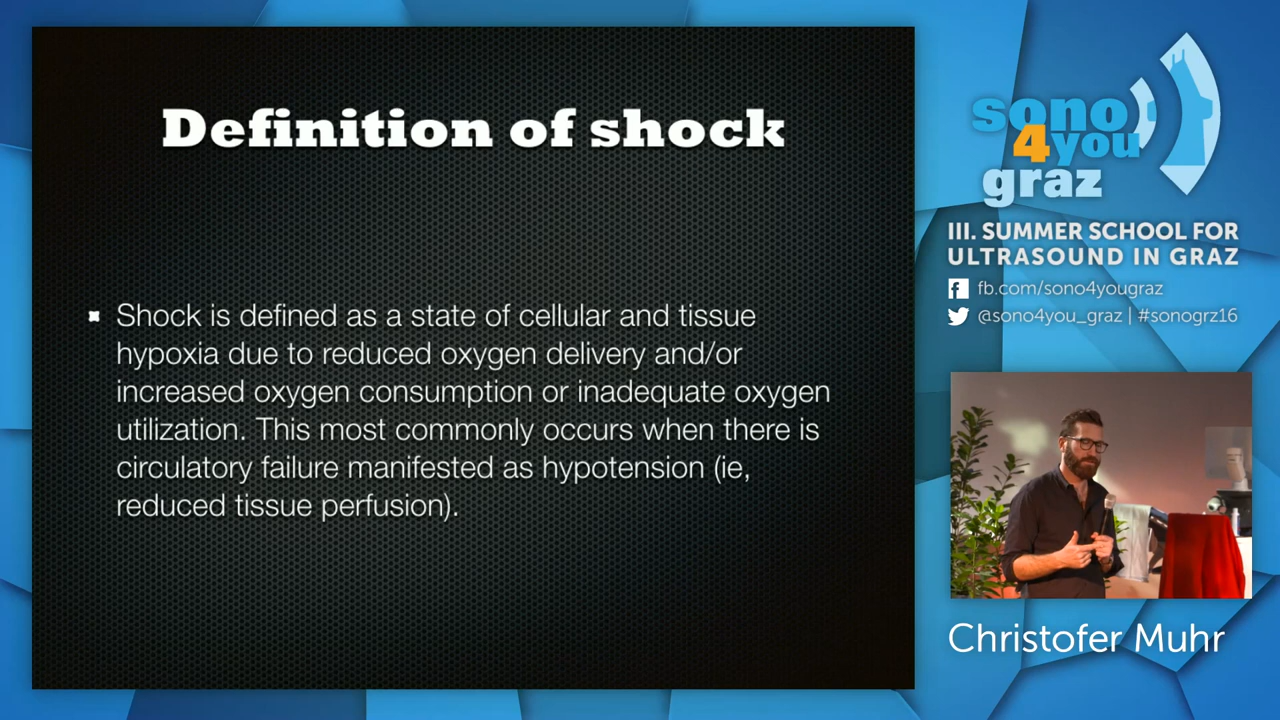 Definition of shock
Shock is defined as a state of cellular and tissue
hypoxia due to reduced oxygen delivery and/or
increased oxygen consumption or inadequate oxygen
utilization. This most commonly occurs when there is
circulatory failure manifested as hypotension (ie,
reduced tissue perfusion).
sono
4you
graz
III. SUMMER SCHOOL FOR
ULTRASOUND IN GRAZ
fb.com/sono4yougraz
@sono4you_graz | #sonogrz16
Christofer Muhr